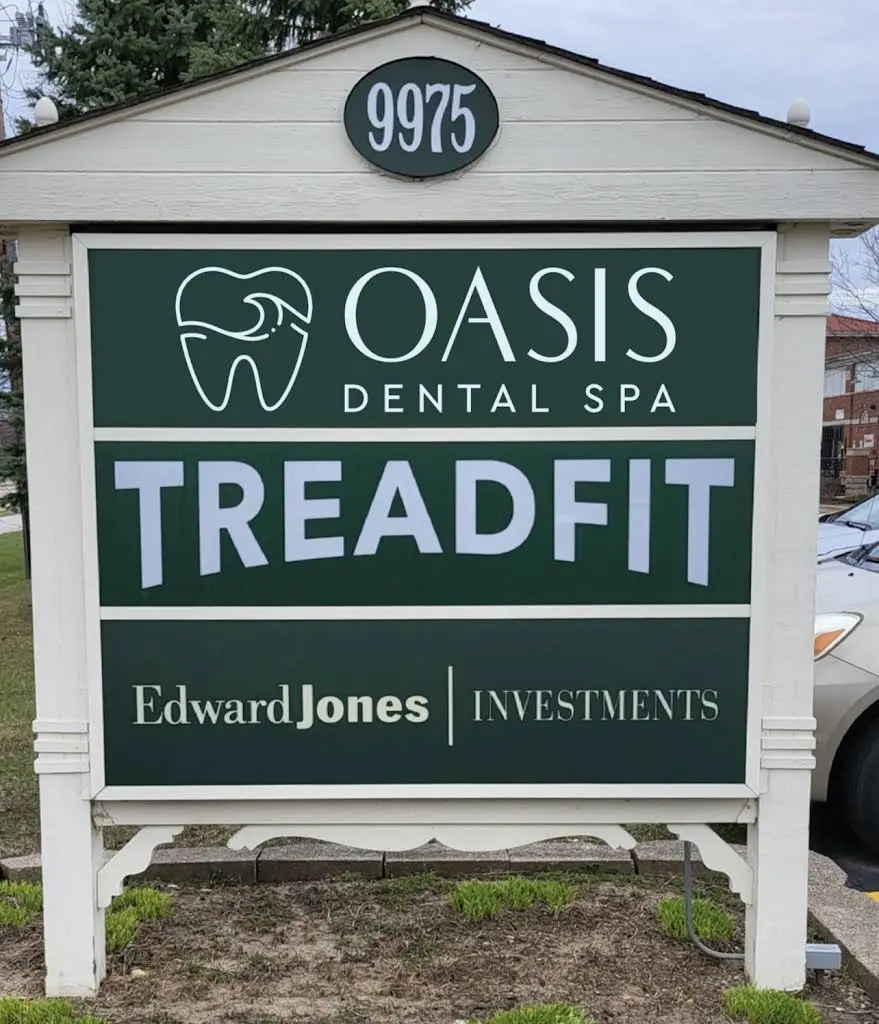 9975
OASIS
DENTAL SPA
TREADFIT
Edward Jones | INVESTMENTS